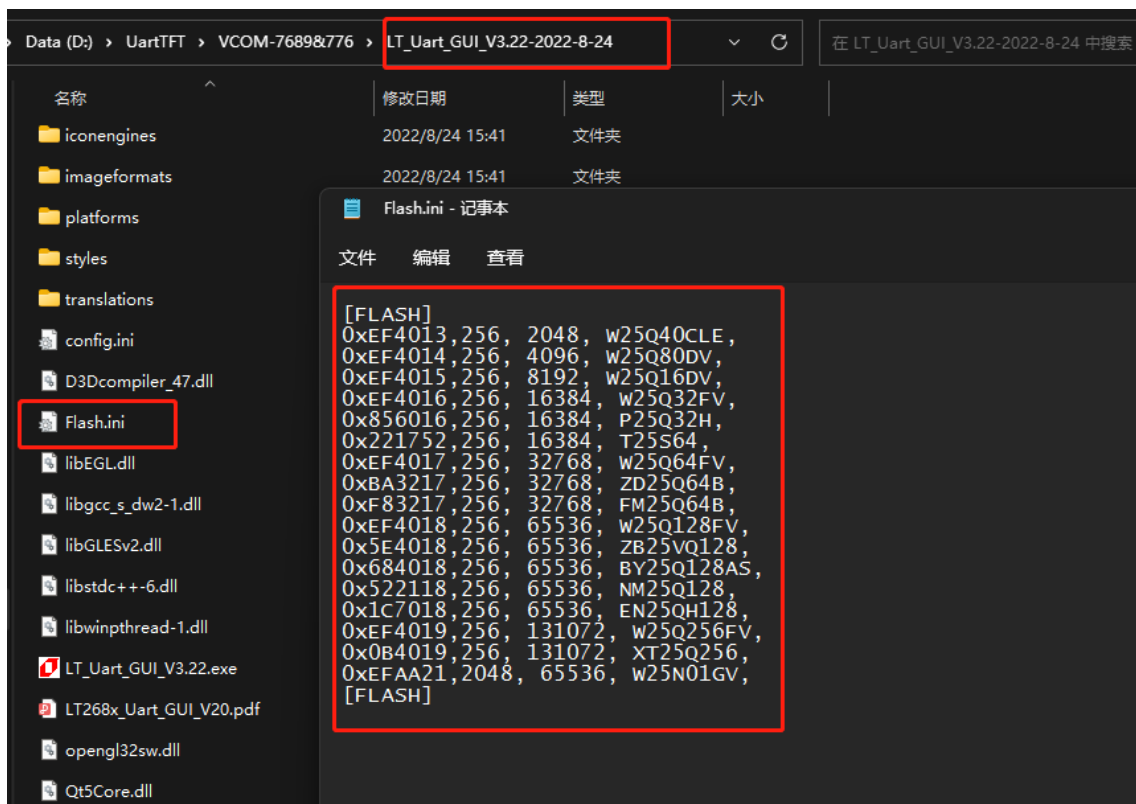 Data (D:) › UartTFT › VCOM-7689&776 › LT_Uart_GUI_V3.22-2022-8-24
在 LT_Uart_GUI_V3.22-2022-8-24 中搜索
名称 修改日期 类型 大小
iconengines 2022/8/24 15:41 文件夹
imageformats 2022/8/24 15:41 文件夹
platforms
styles
translations
config.ini
D3Dcompiler_47.dll
Flash.ini
libEGL.dll
libgcc_s_dw2-1.dll
libGLESv2.dll
libstdc++-6.dll
libwinpthread-1.dll
LT_Uart_GUI_V3.22.exe
LT268x_Uart_GUI_V20.pdf
opengl32sw.dll
Qt5Core.dll
Flash.ini - 记事本
文件 编辑 查看
[FLASH]
0xEF4013,256, 2048, W25Q40CLE,
0xEF4014,256, 4096, W25Q80DV,
0xEF4015,256, 8192, W25Q16DV,
0xEF4016,256, 16384, W25Q32FV,
0x856016,256, 16384, P25Q32H,
0x221752,256, 16384, T25S64,
0xEF4017,256, 32768, W25Q64FV,
0xBA3217,256, 32768, ZD25Q64B,
0xF83217,256, 32768, FM25Q64B,
0xEF4018,256, 65536, W25Q128FV,
0x5E4018,256, 65536, ZB25VQ128,
0x684018,256, 65536, BY25Q128AS,
0x522118,256, 65536, NM25Q128,
0x1C7018,256, 65536, EN25QH128,
0xEF4019,256, 131072, W25Q256FV,
0x0B4019,256, 131072, XT25Q256,
0xEFAA21,2048, 65536, W25N01GV,
[FLASH]